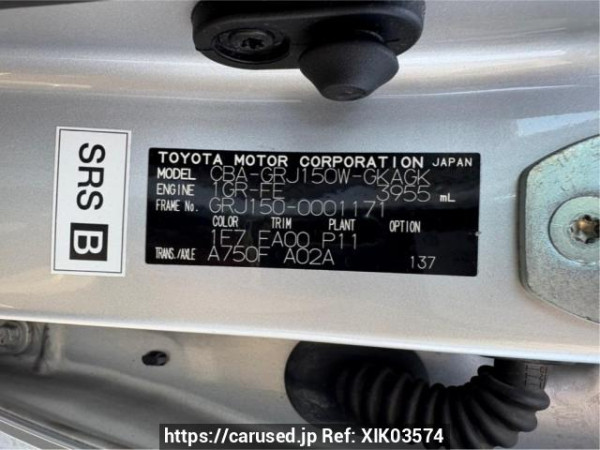 SRS B
TOYOTA MOTOR CORPORATION JAPAN
MODEL CBA-GRJ150W-GKAGK
ENGINE 1GR-FE 3955 mL
FRAME No. GRJ150-0001171
COLOR TRIM PLANT OPTION
1E7 FA00 P11
TRANS./AXLE A750F A02A 137
https://carused.jp Ref: XIK03574